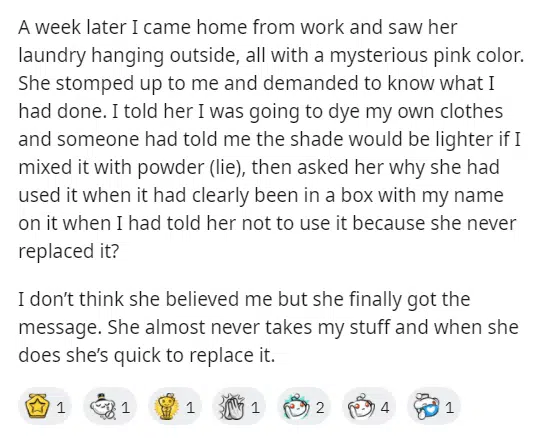 A week later I came home from work and saw her
laundry hanging outside, all with a mysterious pink color.
She stomped up to me and demanded to know what I
had done. I told her I was going to dye my own clothes
and someone had told me the shade would be lighter if I
mixed it with powder (lie), then asked her why she had
used it when it had clearly been in a box with my name
on it when I had told her not to use it because she never
replaced it?
I don’t think she believed me but she finally got the
message. She almost never takes my stuff and when she
does she’s quick to replace it.
1 1 1 1 2 4 1